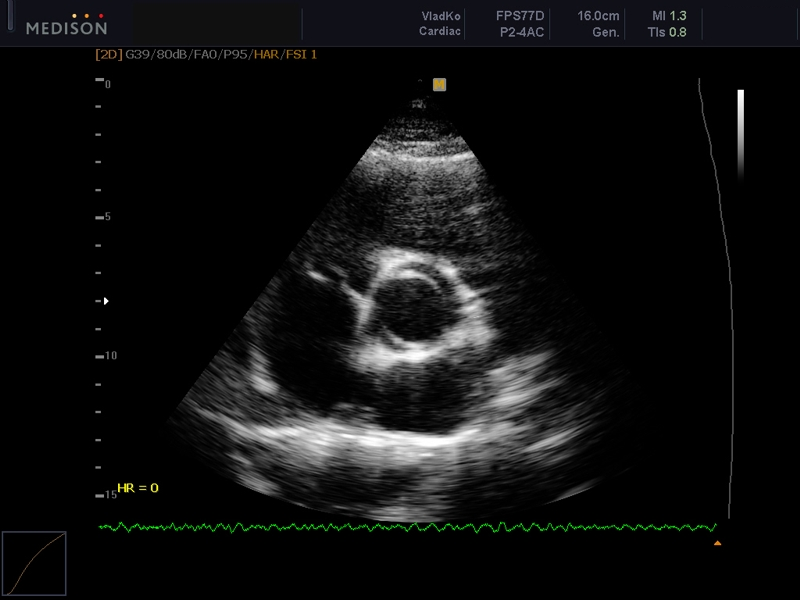 MEDISON
VladKo
Cardiac
FPS77D
P2-4AC
16.0cm
Gen.
MI 1.3
TIs 0.8
[2D] G39/80dB/FA0/P95/HAR/FSI 1
M
0
5
10
15
HR = 0